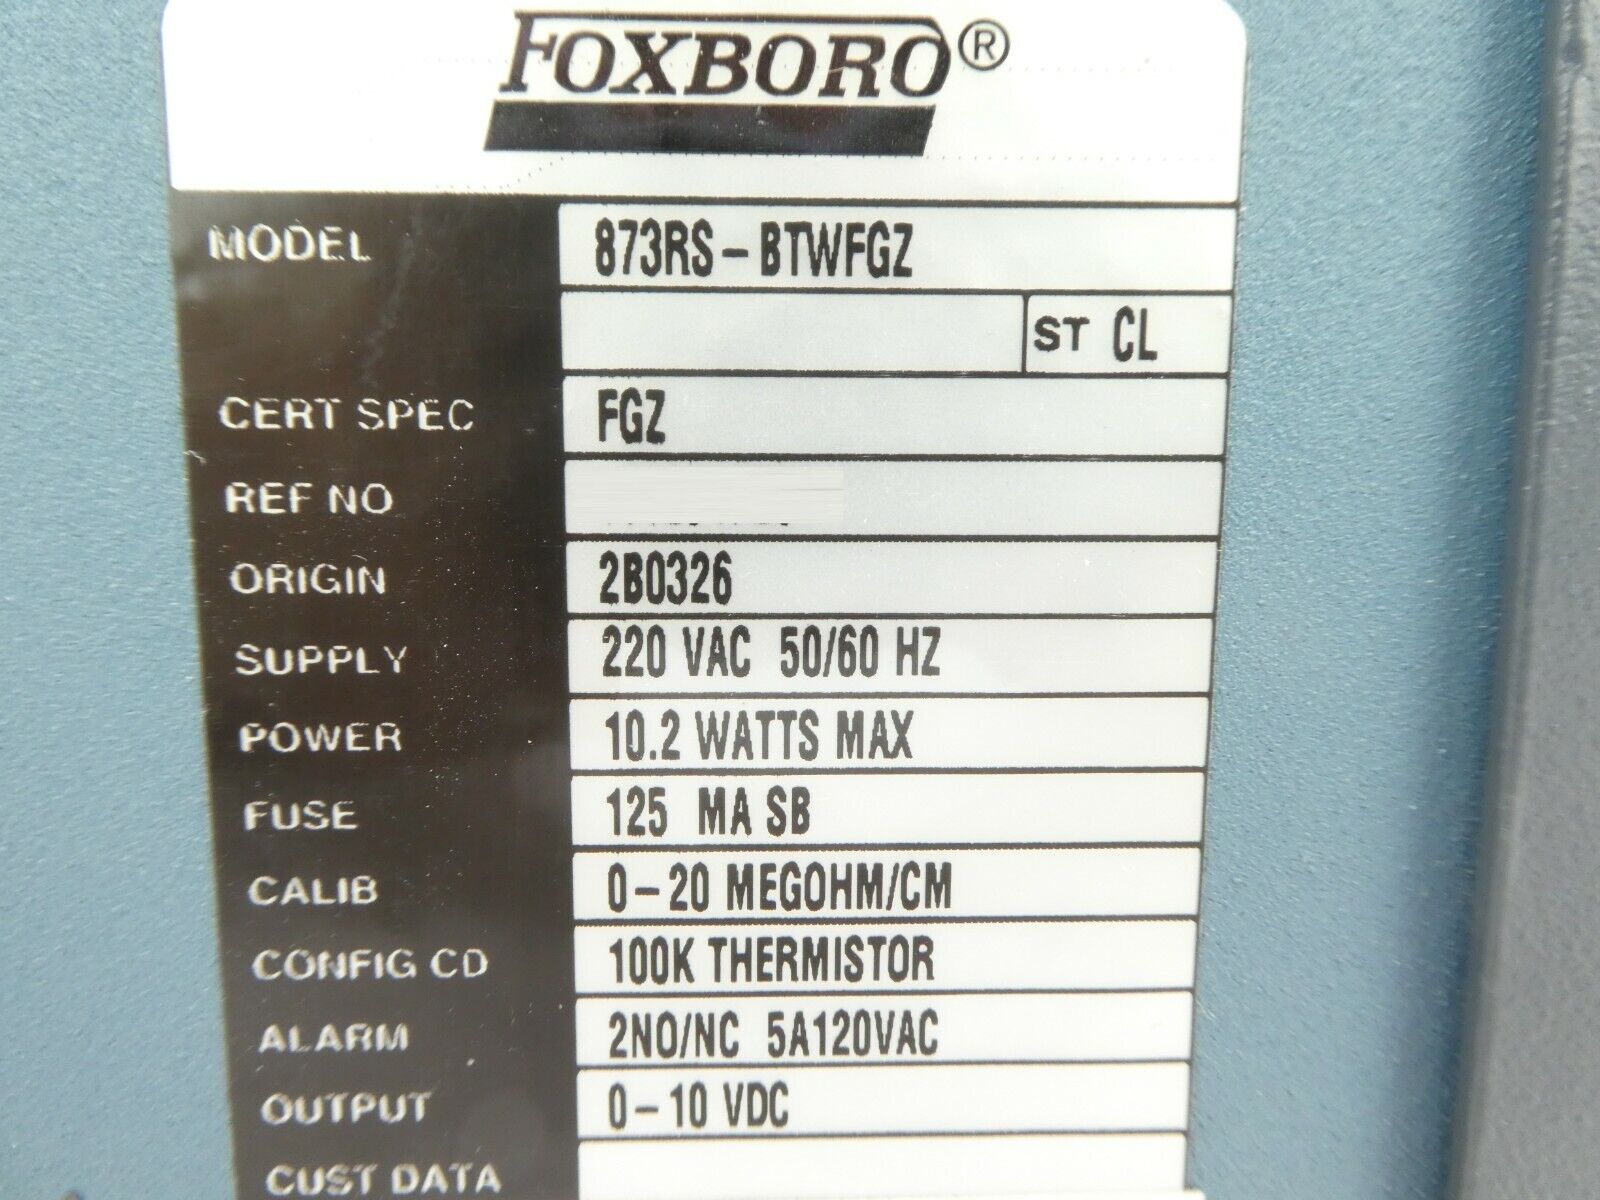 FOXBORO®
MODEL 873RS-BTWFGZ
ST CL
CERT SPEC FGZ
REF NO
ORIGIN 2B0326
SUPPLY 220 VAC 50/60 HZ
POWER 10.2 WATTS MAX
FUSE 125 MA SB
CALIB 0-20 MEGOHM/CM
CONFIG CD 100K THERMISTOR
ALARM 2NO/NC 5A120VAC
OUTPUT 0-10 VDC
CUST DATA